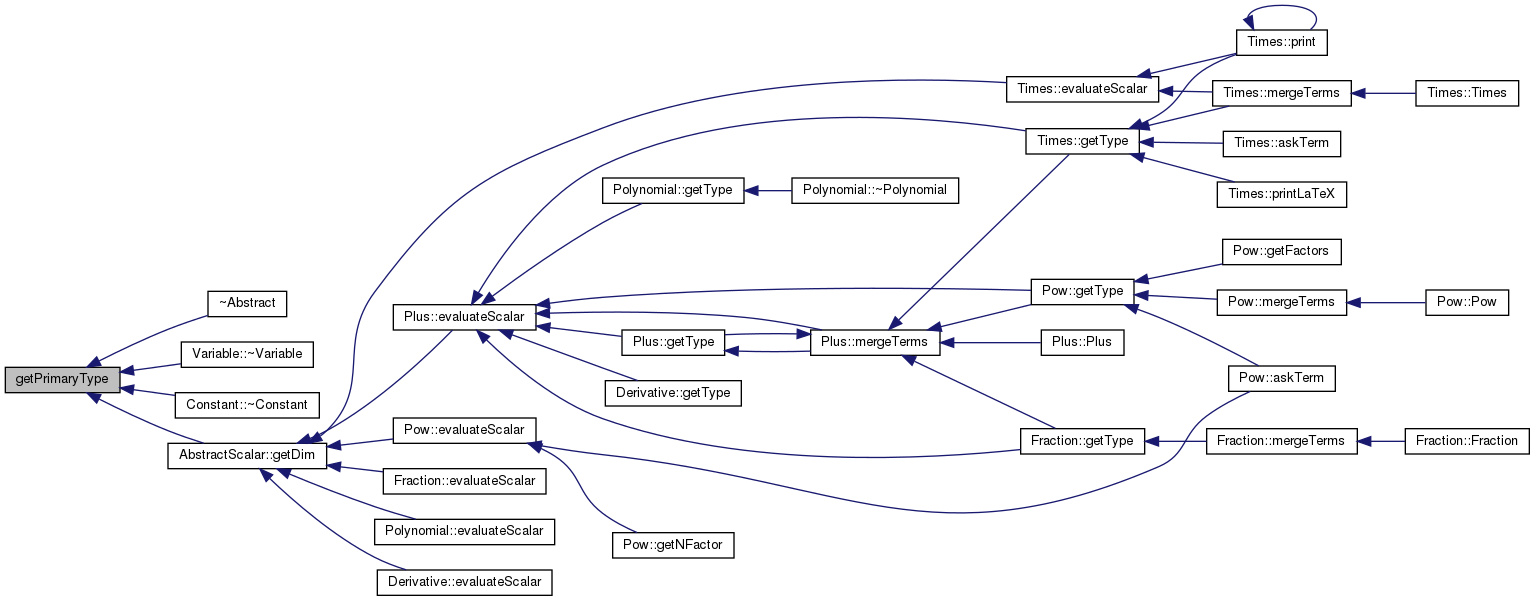 getPrimaryType
~Abstract
Variable::~Variable
Constant::~Constant
AbstractScalar::getDim
Plus::evaluateScalar
Pow::evaluateScalar
Fraction::evaluateScalar
Polynomial::evaluateScalar
Derivative::evaluateScalar
Polynomial::getType
Plus::getType
Derivative::getType
Pow::getNFactor
Polynomial::~Polynomial
Plus::mergeTerms
Times::evaluateScalar
Times::getType
Pow::getType
Plus::Plus
Fraction::getType
Times::print
Times::mergeTerms
Times::askTerm
Times::printLaTeX
Pow::getFactors
Pow::mergeTerms
Pow::askTerm
Fraction::mergeTerms
Times::Times
Pow::Pow
Fraction::Fraction